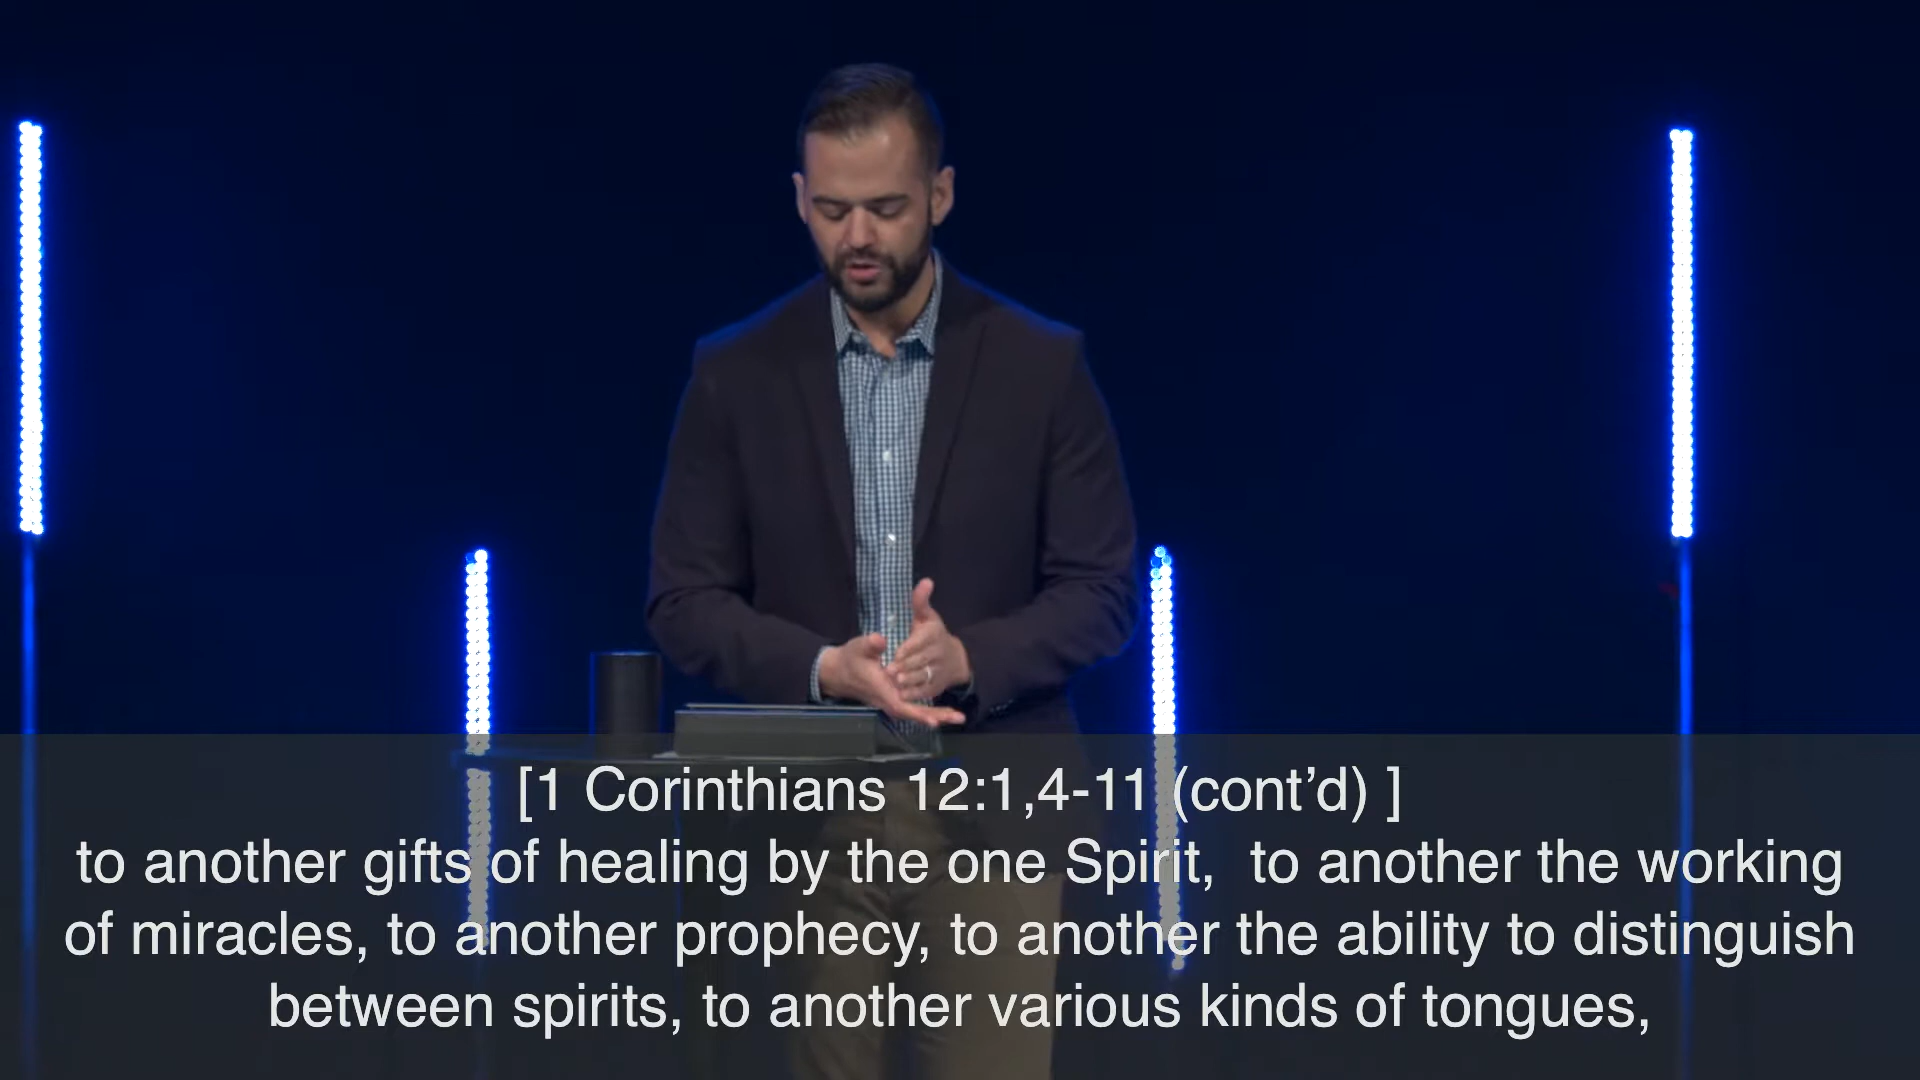 [1 Corinthians 12:1,4-11 (cont’d) ]
to another gifts of healing by the one Spirit,  to another the working
of miracles, to another prophecy, to another the ability to distinguish
between spirits, to another various kinds of tongues,